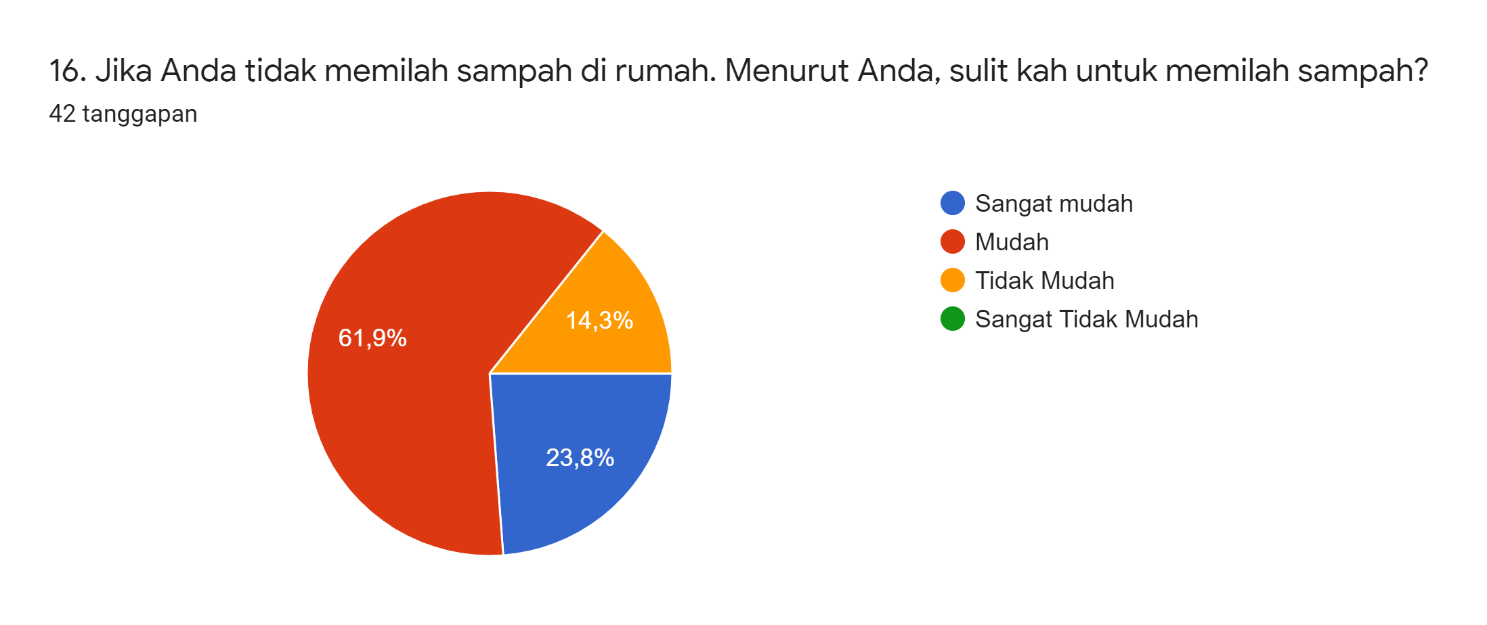 16. Jika Anda tidak memilah sampah di rumah. Menurut Anda, sulit kah untuk memilah sampah?
42 tanggapan
Sangat mudah
Mudah
Tidak Mudah
Sangat Tidak Mudah
14,3%
61,9%
23,8%